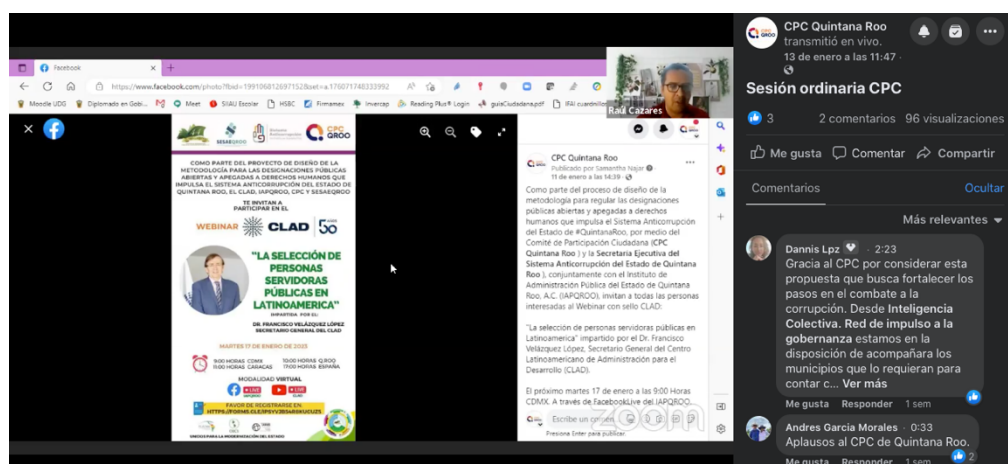 Facebook
https://www.facebook.com/photo?fbid=199106812697152&set=a.176071748333992
Moodle UDG
Diplomado en Gobi...
Meet
SIIAU Escolar
HSBC
Firmamex
Invercap
Reading Plus® Login
guiaCiudadana.pdf
IFAI cuardnillo
Raúl Cazares
SESAEQROO
CPC
QROO
COMO PARTE DEL PROYECTO DE DISEÑO DE LA
METODOLOGÍA PARA LAS DESIGNACIONES PÚBLICAS
ABIERTAS Y APEGADAS A DERECHOS HUMANOS QUE
IMPULSA EL SISTEMA ANTICORRUPCIÓN DEL ESTADO DE
QUINTANA ROO, EL CLAD, IAPQROO, CPC Y SESAEQROO
TE INVITAN A
PARTICIPAR EN EL
WEBINAR CLAD 50
"LA SELECCIÓN DE
PERSONAS
SERVIDORAS
PÚBLICAS EN
LATINOAMERICA"
IMPARTIDA POR EL:
DR. FRANCISCO VELÁZQUEZ LÓPEZ
SECRETARIO GENERAL DEL CLAD
MARTES 17 DE ENERO DE 2023
9:00 HORAS CDMX 10:00 HORAS Q.ROO
11:00 HORAS CARACAS 17:00 HORAS ESPAÑA
MODALIDAD VIRTUAL
LIVE LIVE
FAVOR DE REGISTRARSE EN
UNIDOS PARA LA MODERNIZACIÓN DEL ESTADO
CPC Quintana Roo
Publicado por Samantha Najar
11 de enero a las 14:39
Como parte del proceso de diseño de la
metodología para regular las designaciones
públicas abiertas y apegadas a derechos
humanos que impulsa el Sistema Anticorrupción
del Estado de #QuintanaRoo, por medio del
Comité de Participación Ciudadana (CPC
Quintana Roo ) y la Secretaria Ejecutiva del
Sistema Anticorrupción del Estado de Quintana
Roo ), conjuntamente con el Instituto de
Administración Pública del Estado de Quintana
Roo, A.C. (IAPQROO), invitan a todas las personas
interesadas al Webinar con sello CLAD:
"La selección de personas servidoras públicas en
Latinoamerica" impartido por el Dr. Francisco
Velázquez López, Secretario General del Centro
Latinoamericano de Administración para el
Desarrollo (CLAD).
El próximo martes 17 de enero a las 9:00 Horas
CDMX. A través de FacebookLive del IAPQROO.
Escribe un comen...
Presiona Enter para publicar.
zoom
CPC Quintana Roo
transmitió en vivo.
13 de enero a las 11:47 ·
Sesión ordinaria CPC
3 2 comentarios 96 visualizaciones
Me gusta Comentar Compartir
Comentarios Ocultar
Más relevantes
Dannis Lpz · 2:23
Gracia al CPC por considerar esta
propuesta que busca fortalecer los
pasos en el combate a la
corrupción. Desde Inteligencia
Colectiva. Red de impulso a la
gobernanza estamos en la
disposición de acompañara los
municipios que lo requieran para
contar c... Ver más
Me gusta Responder 1 sem
Andres Garcia Morales · 0:33
Aplausos al CPC de Quintana Roo.
Me gusta Responder 1 sem 2